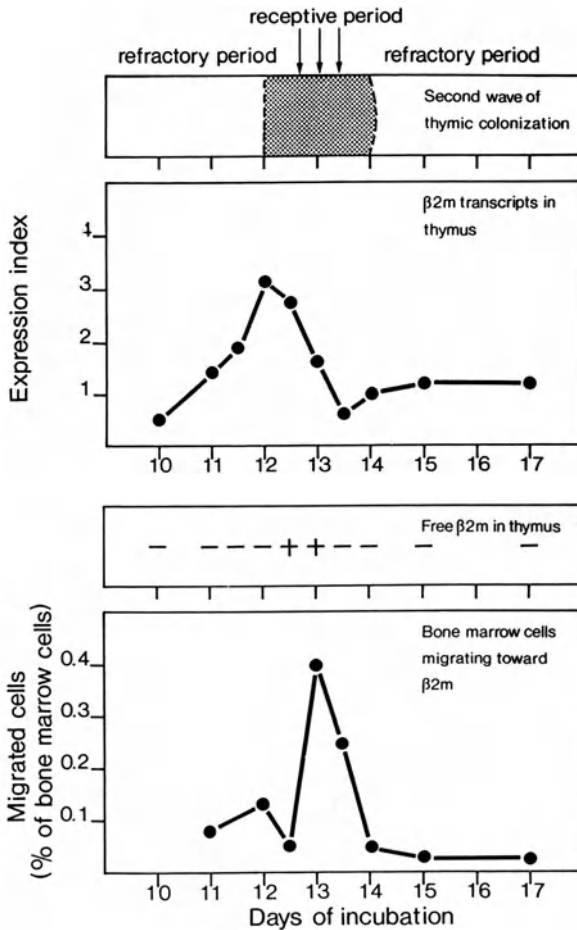 receptive period
refractory period refractory period
Second wave of
thymic colonization
β2m transcripts in
thymus
Expression index
4
3
2
1
10 11 12 13 14 15 16 17
Free β2m in thymus
− − − − + + − − − −
Bone marrow cells
migrating toward
β2m
Migrated cells
(% of bone marrow cells)
0.4
0.3
0.2
0.1
10 11 12 13 14 15 16 17
Days of incubation